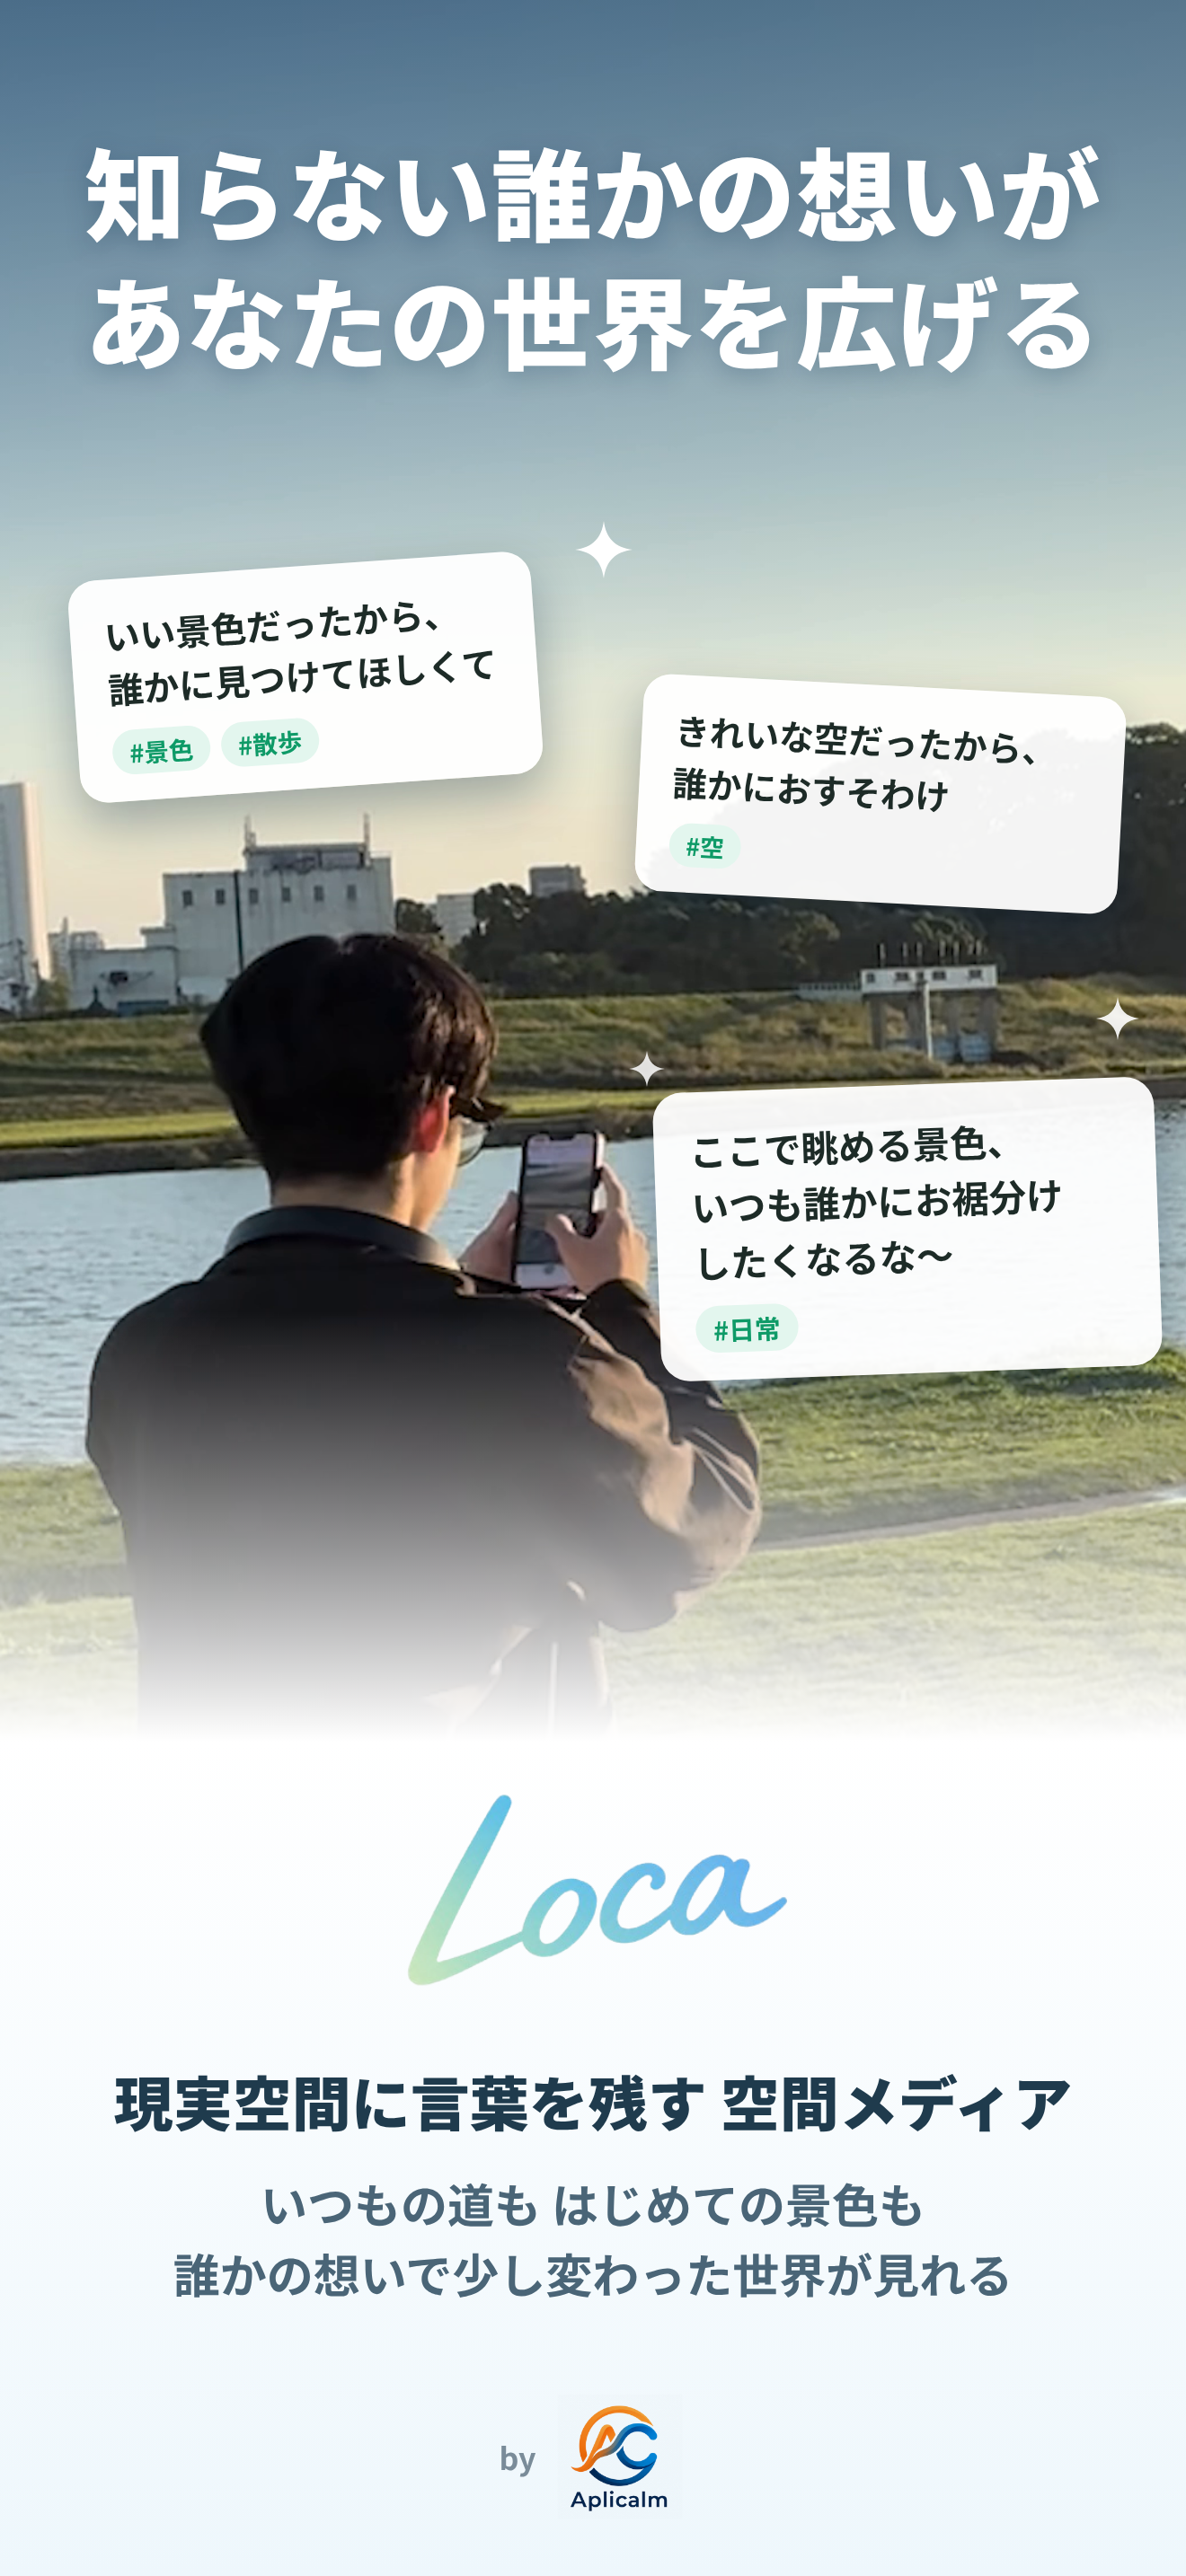 知らない誰かの想いが
あなたの世界を広げる
いい景色だったから、
誰かに見つけてほしくて
#景色 #散歩
きれいな空だったから、
誰かにおすそわけ
#空
ここで眺める景色、
いつも誰かにお裾分け
したくなるな〜
#日常
Loca
現実空間に言葉を残す 空間メディア
いつもの道も はじめての景色も
誰かの想いで少し変わった世界が見れる
by
AC
Aplicalm